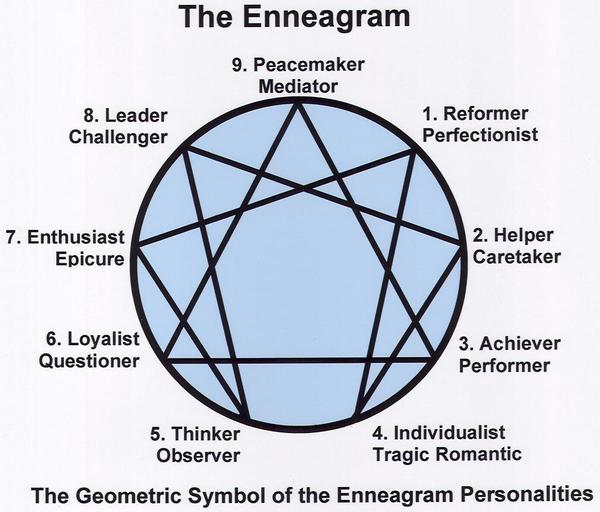 The Enneagram
9. Peacemaker
Mediator
8. Leader
Challenger
1. Reformer
Perfectionist
7. Enthusiast
Epicure
2. Helper
Caretaker
6. Loyalist
Questioner
3. Achiever
Performer
5. Thinker
Observer
4. Individualist
Tragic Romantic
The Geometric Symbol of the Enneagram Personalities